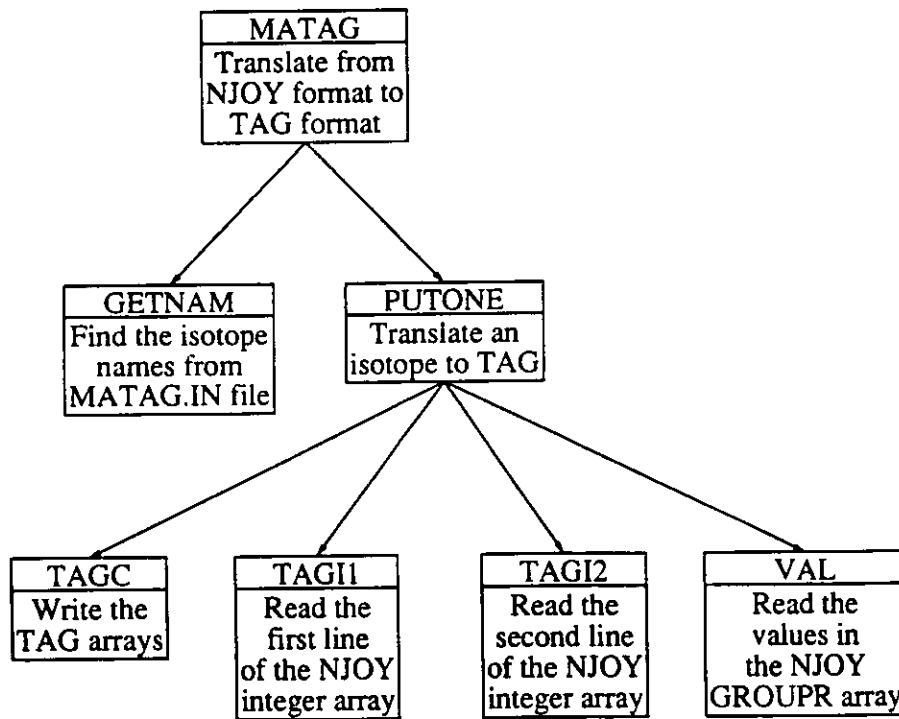 MATAG
Translate from
NJOY format to
TAG format
GETNAM
Find the isotope
names from
MATAG.IN file
PUTONE
Translate an
isotope to TAG
TAGC
Write the
TAG arrays
TAGI1
Read the
first line
of the NJOY
integer array
TAGI2
Read the
second line
of the NJOY
integer array
VAL
Read the
values in
the NJOY
GROUPR array